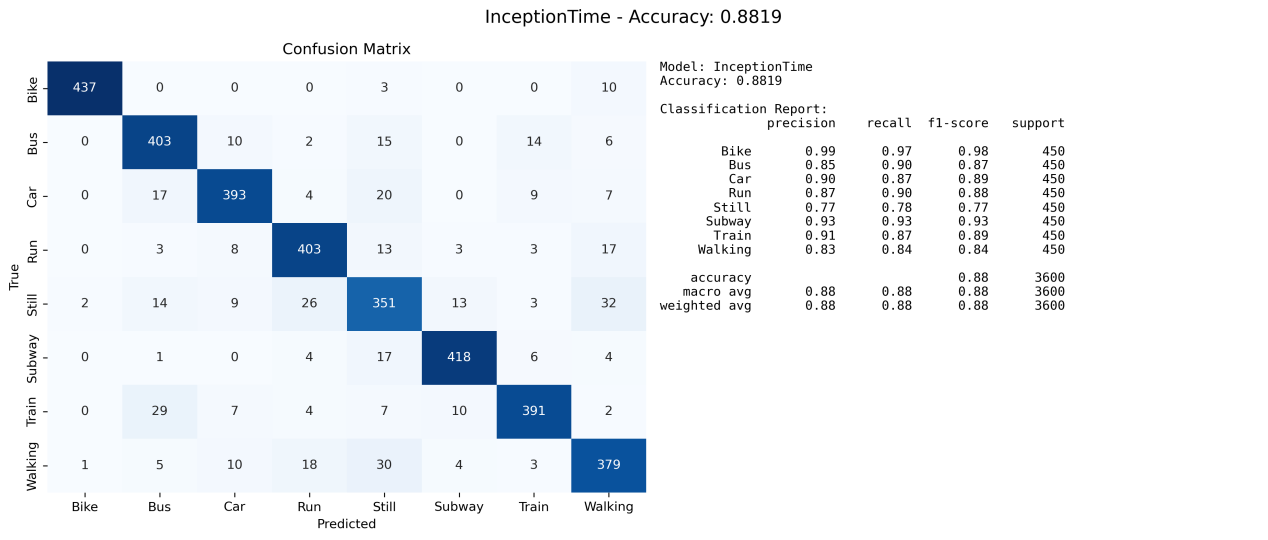 InceptionTime - Accuracy: 0.8819
Confusion Matrix
True
Bike 437 0 0 0 3 0 0 10
Bus 0 403 10 2 15 0 14 6
Car 0 17 393 4 20 0 9 7
Run 0 3 8 403 13 3 3 17
Still 2 14 9 26 351 13 3 32
Subway 0 1 0 4 17 418 6 4
Train 0 29 7 4 7 10 391 2
Walking 1 5 10 18 30 4 3 379
Bike Bus Car Run Still Subway Train Walking
Predicted
Model: InceptionTime
Accuracy: 0.8819
Classification Report:
precision recall f1-score support
Bike 0.99 0.97 0.98 450
Bus 0.85 0.90 0.87 450
Car 0.90 0.87 0.89 450
Run 0.87 0.90 0.88 450
Still 0.77 0.78 0.77 450
Subway 0.93 0.93 0.93 450
Train 0.91 0.87 0.89 450
Walking 0.83 0.84 0.84 450
accuracy 0.88 3600
macro avg 0.88 0.88 0.88 3600
weighted avg 0.88 0.88 0.88 3600